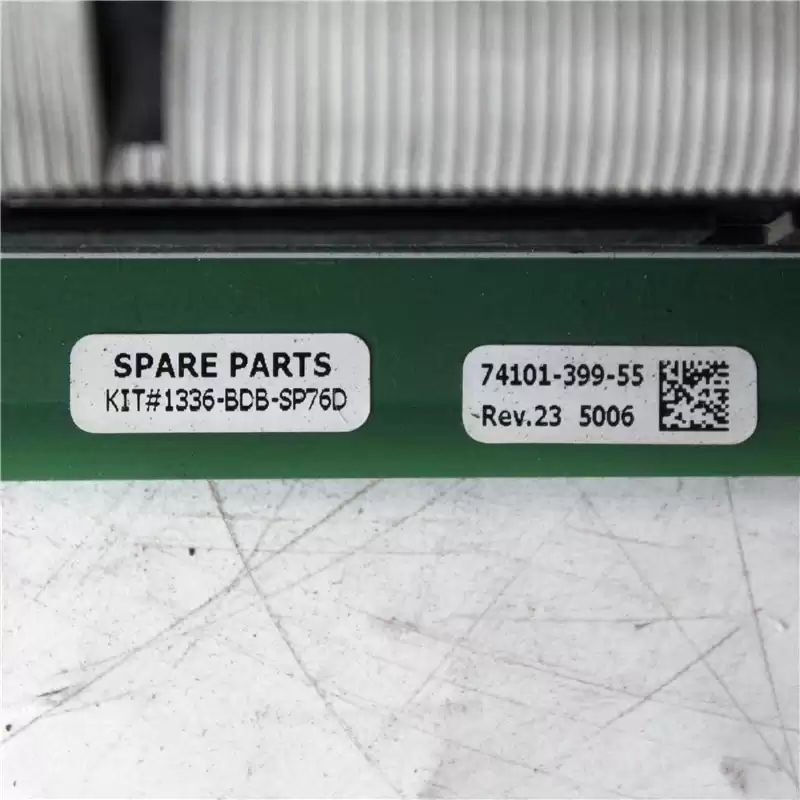 SPARE PARTS
KIT#1336-BDB-SP76D
74101-399-55
Rev.23 5006